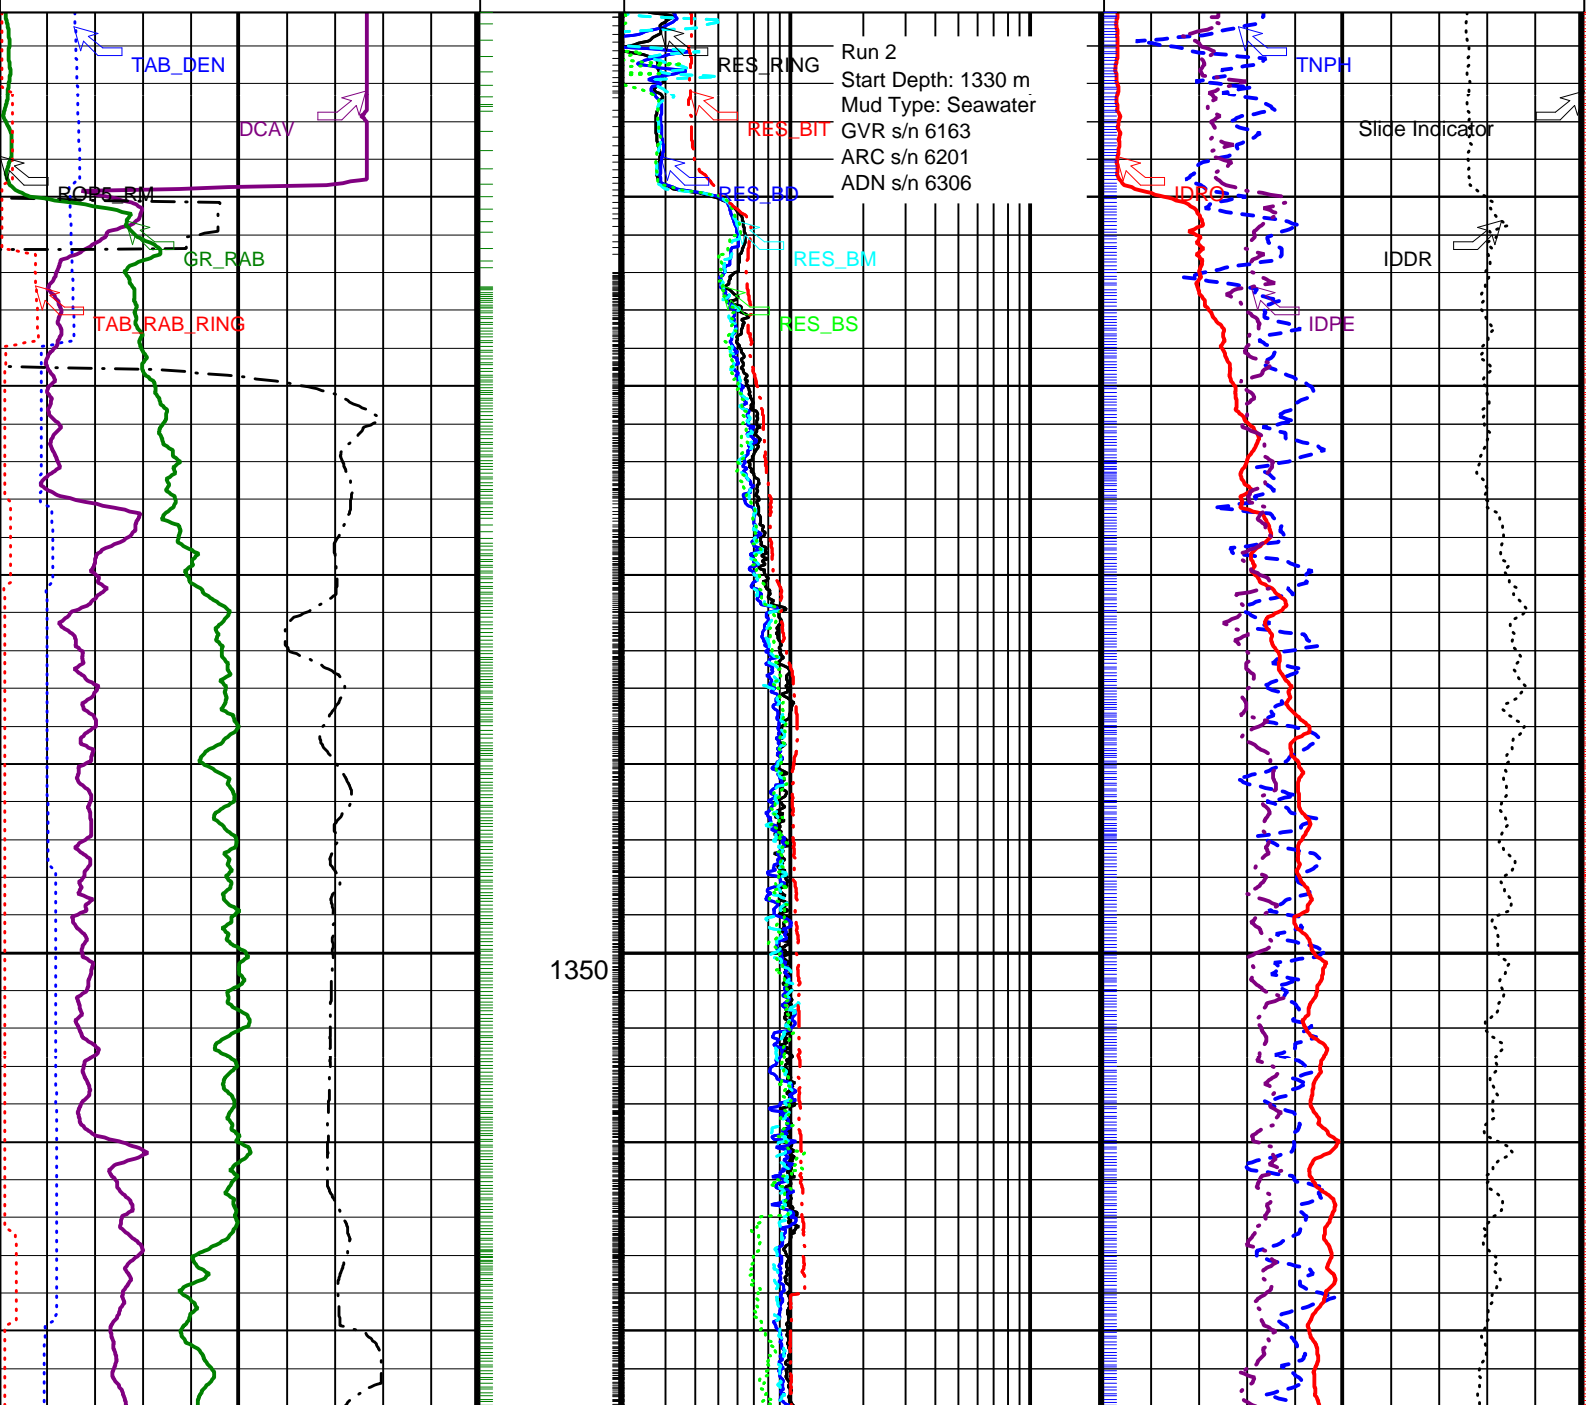 TAB_DEN
DCAV
ROP5_RM
GR_RAB
TAB_RAB_RING
RES_RING
RES_BIT
RES_BD
RES_BM
RES_BS
Run 2
Start Depth: 1330 m
Mud Type: Seawater
GVR s/n 6163
ARC s/n 6201
ADN s/n 6306
TNPH
Slide Indicator
IDRO
IDDR
IDPE
1350